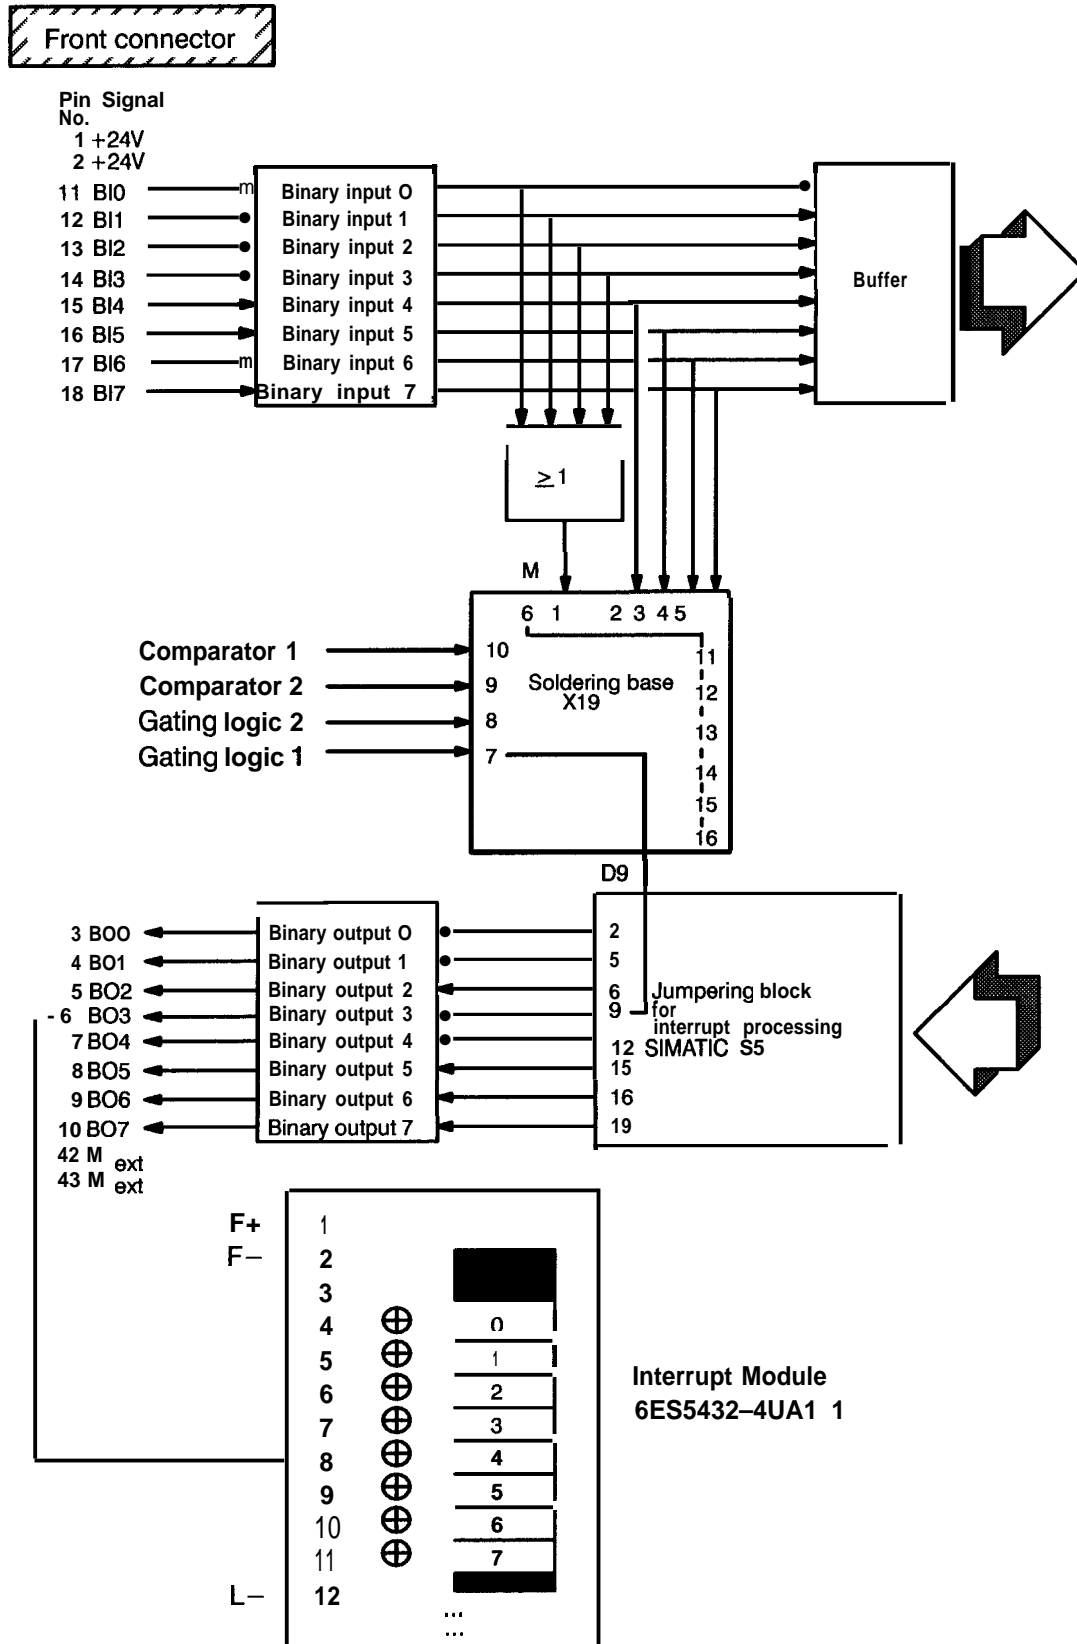 Front connector
Pin Signal
No.
1 +24V
2 +24V
11 BI0 m Binary input 0
12 BI1 Binary input 1
13 BI2 Binary input 2
14 BI3 Binary input 3
15 BI4 Binary input 4
16 BI5 Binary input 5
17 BI6 m Binary input 6
18 BI7 Binary input 7
Buffer
≥1
M
6 1 2 3 4 5
Comparator 1 10
Comparator 2 9
Gating logic 2 8
Gating logic 1 7
Soldering base
X19
11
12
13
14
15
16
D9
3 BO0 Binary output 0 2
4 BO1 Binary output 1 5
5 BO2 Binary output 2 6
- 6 BO3 Binary output 3 9
7 BO4 Binary output 4 12
8 BO5 Binary output 5 15
9 BO6 Binary output 6 16
10 BO7 Binary output 7 19
Jumpering block
for
interrupt processing
SIMATIC S5
42 M ext
43 M ext
F+ 1
F– 2
3
4 0
5 1
6 2
7 3
8 4
9 5
10 6
11 7
L– 12
...
...
Interrupt Module
6ES5432–4UA1 1